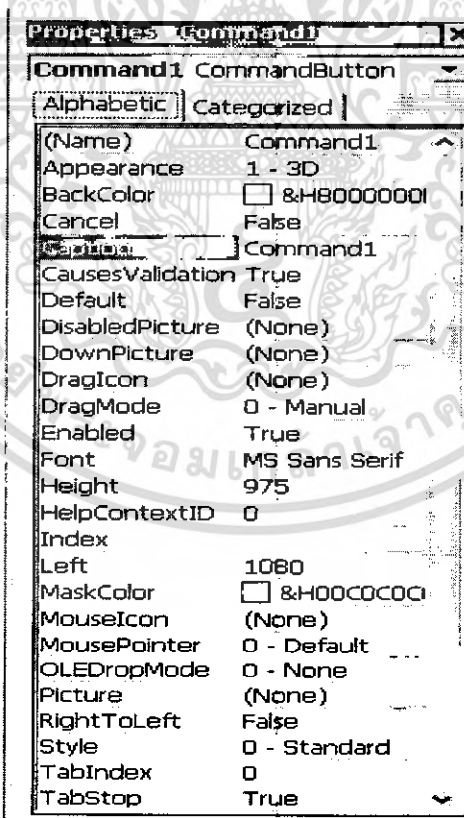 Properties - Command1
Command1 CommandButton
Alphabetic Categorized
(Name) Command1
Appearance 1 - 3D
BackColor &H8000000
Cancel False
Caption Command1
CausesValidation True
Default False
DisabledPicture (None)
DownPicture (None)
DragIcon (None)
DragMode 0 - Manual
Enabled True
Font MS Sans Serif
Height 975
HelpContextID 0
Index
Left 1080
MaskColor &H00C0C0C
MouseIcon (None)
MousePointer 0 - Default
OLEDropMode 0 - None
Picture (None)
RightToLeft False
Style 0 - Standard
TabIndex 0
TabStop True